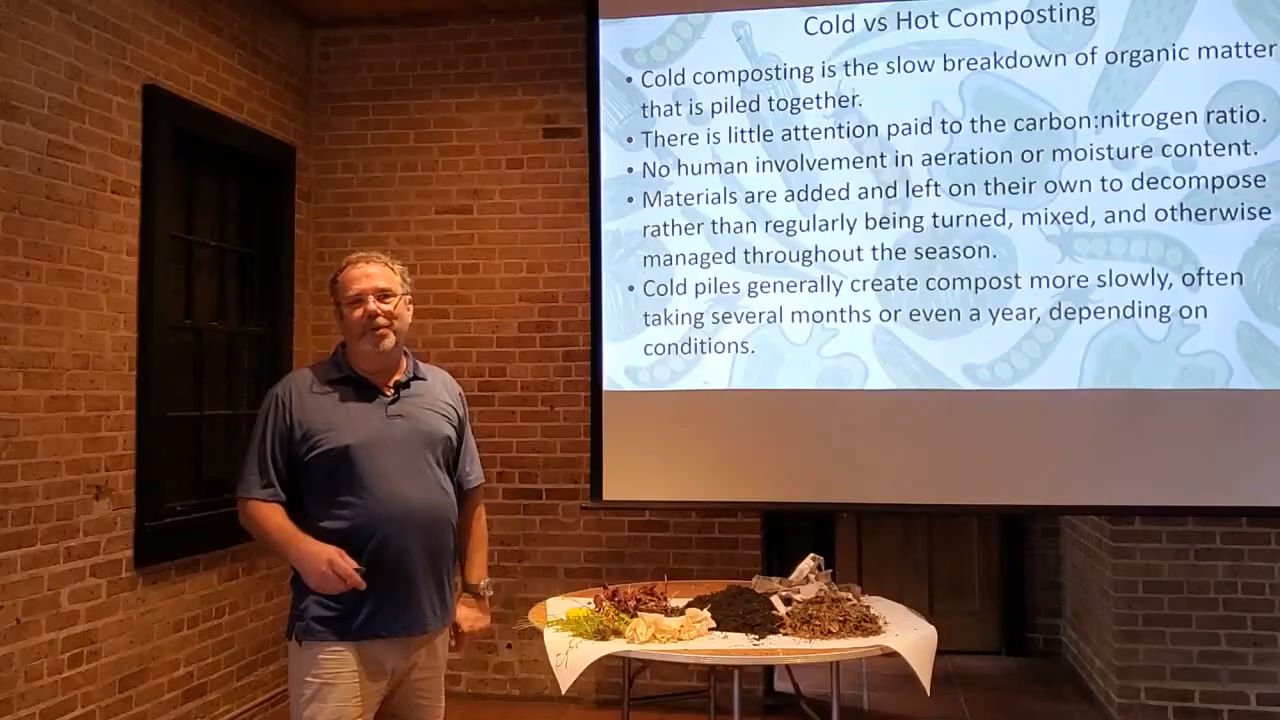 Cold vs Hot Composting
• Cold composting is the slow breakdown of organic matter
that is piled together.
• There is little attention paid to the carbon:nitrogen ratio.
• No human involvement in aeration or moisture content.
• Materials are added and left on their own to decompose
rather than regularly being turned, mixed, and otherwise
managed throughout the season.
• Cold piles generally create compost more slowly, often
taking several months or even a year, depending on
conditions.